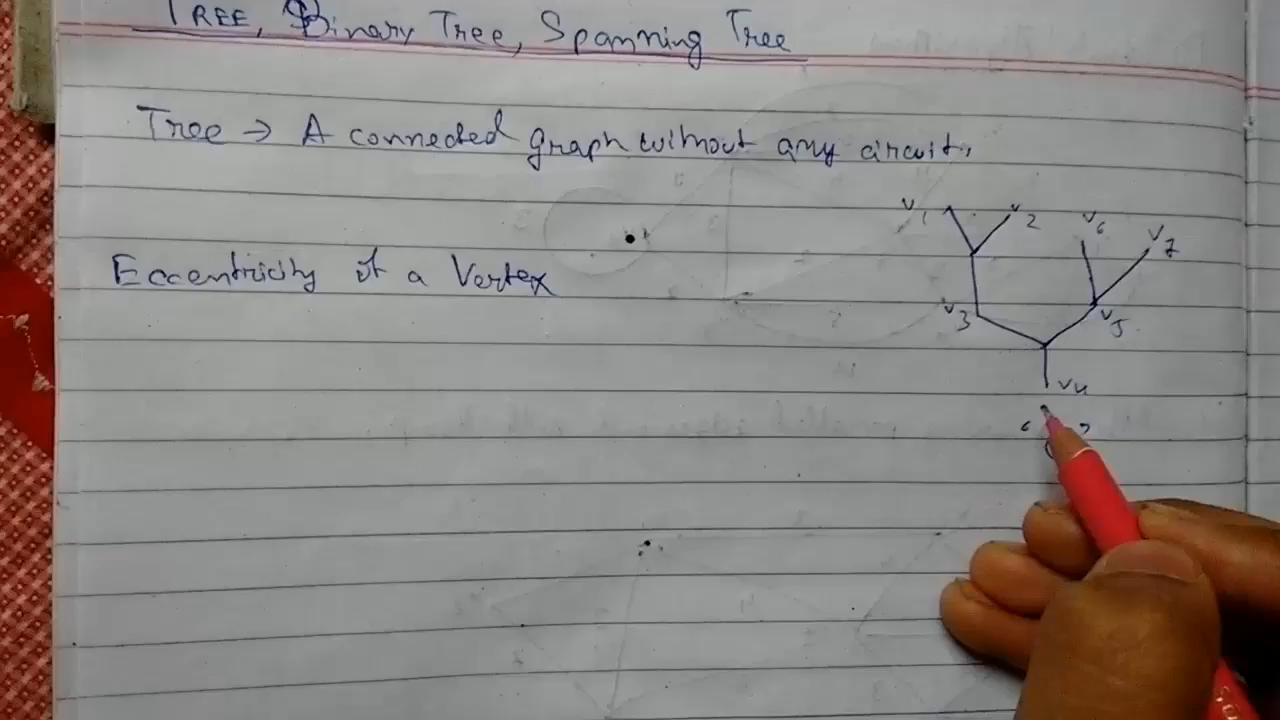 TREE, Binary Tree, Spanning Tree
Tree → A connected graph without any circuit,
v1 v2 v6 v7
Eccentricity of a Vertex
v3 v5
v4